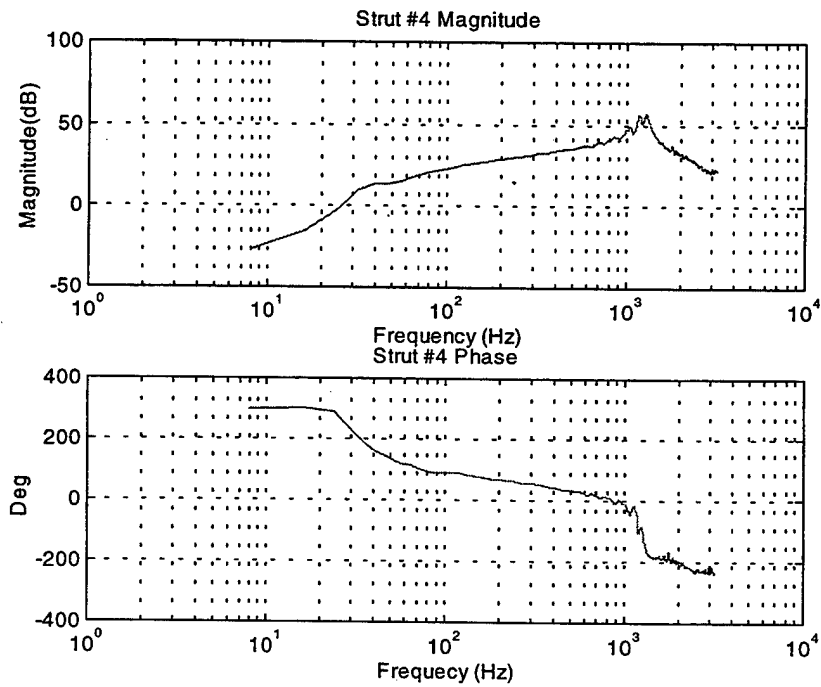 Strut #4 Magnitude
100
50
0
-50
Magnitude(dB)
10^0 10^1 10^2 10^3 10^4
Frequency (Hz)
Strut #4 Phase
400
200
0
-200
-400
Deg
10^0 10^1 10^2 10^3 10^4
Frequecy (Hz)